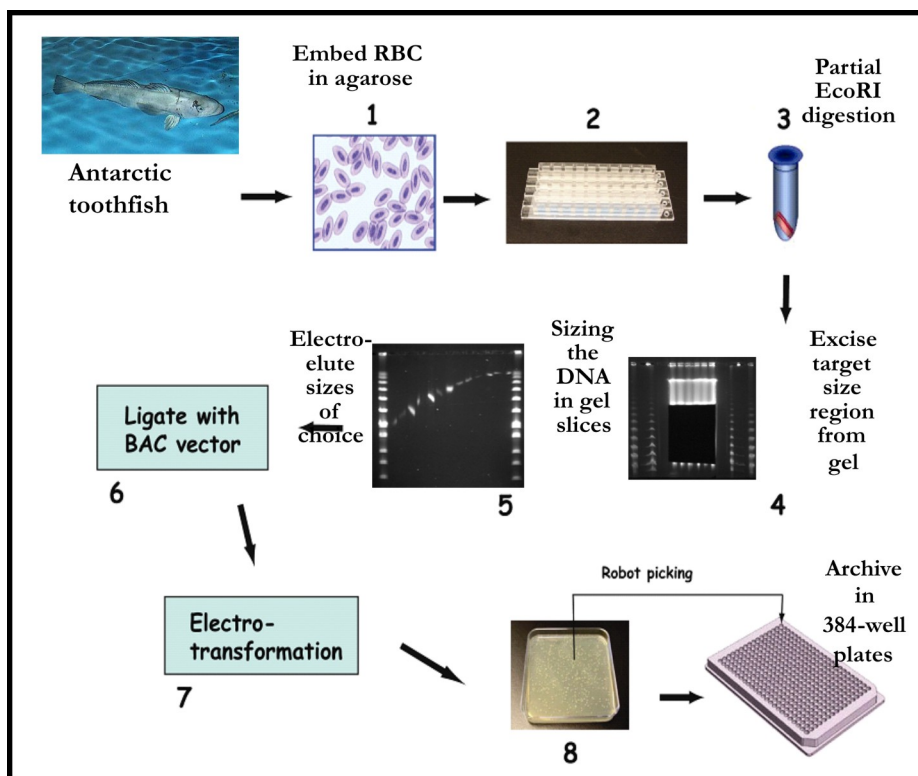 Embed RBC
in agarose
1
2
3
Partial
EcoRI
digestion
Antarctic
toothfish
Electro-
elute
sizes
of
choice
5
Sizing
the
DNA
in gel
slices
4
Excise
target
size
region
from
gel
Ligate with
BAC vector
6
Electro-
transformation
7
Robot picking
8
Archive
in
384-well
plates